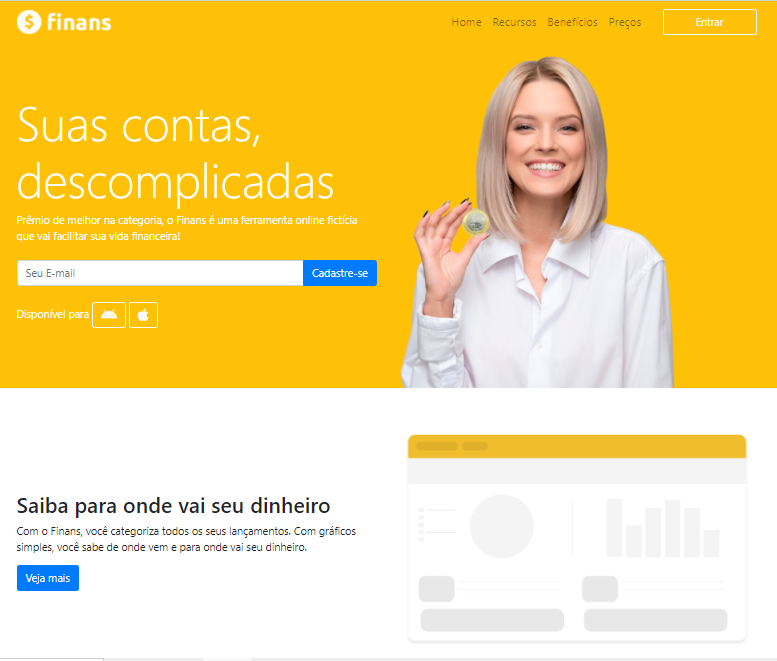 $ finans
Home Recursos Benefícios Preços Entrar
Suas contas,
descomplicadas
Prêmio de melhor na categoria, o Finans é uma ferramenta online fictícia
que vai facilitar sua vida financeira!
Seu E-mail Cadastre-se
Disponível para
Saiba para onde vai seu dinheiro
Com o Finans, você categoriza todos os seus lançamentos. Com gráficos
simples, você sabe de onde vem e para onde vai seu dinheiro.
Veja mais